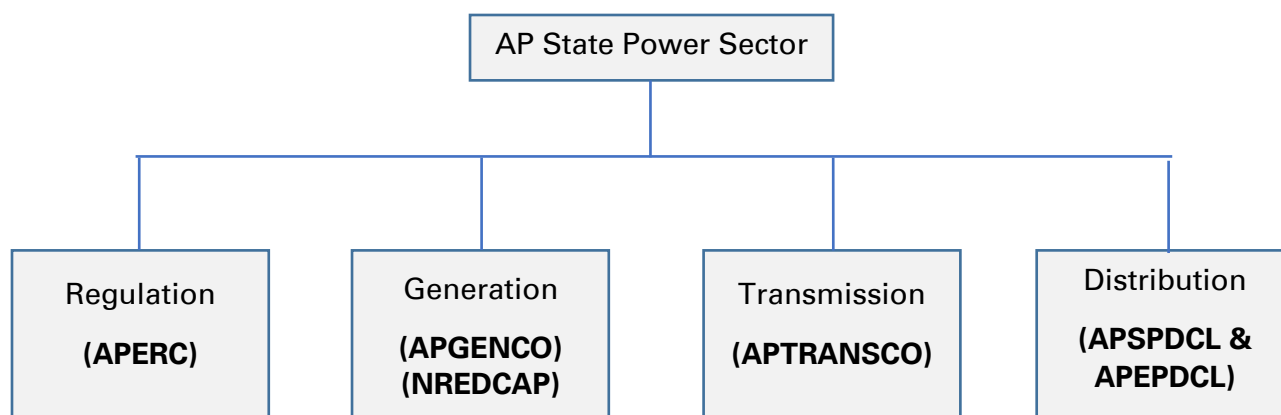 AP State Power Sector
Regulation
(APERC)
Generation
(APGENCO)
(NREDCAP)
Transmission
(APTRANSCO)
Distribution
(APSPDCL &
APEPDCL)